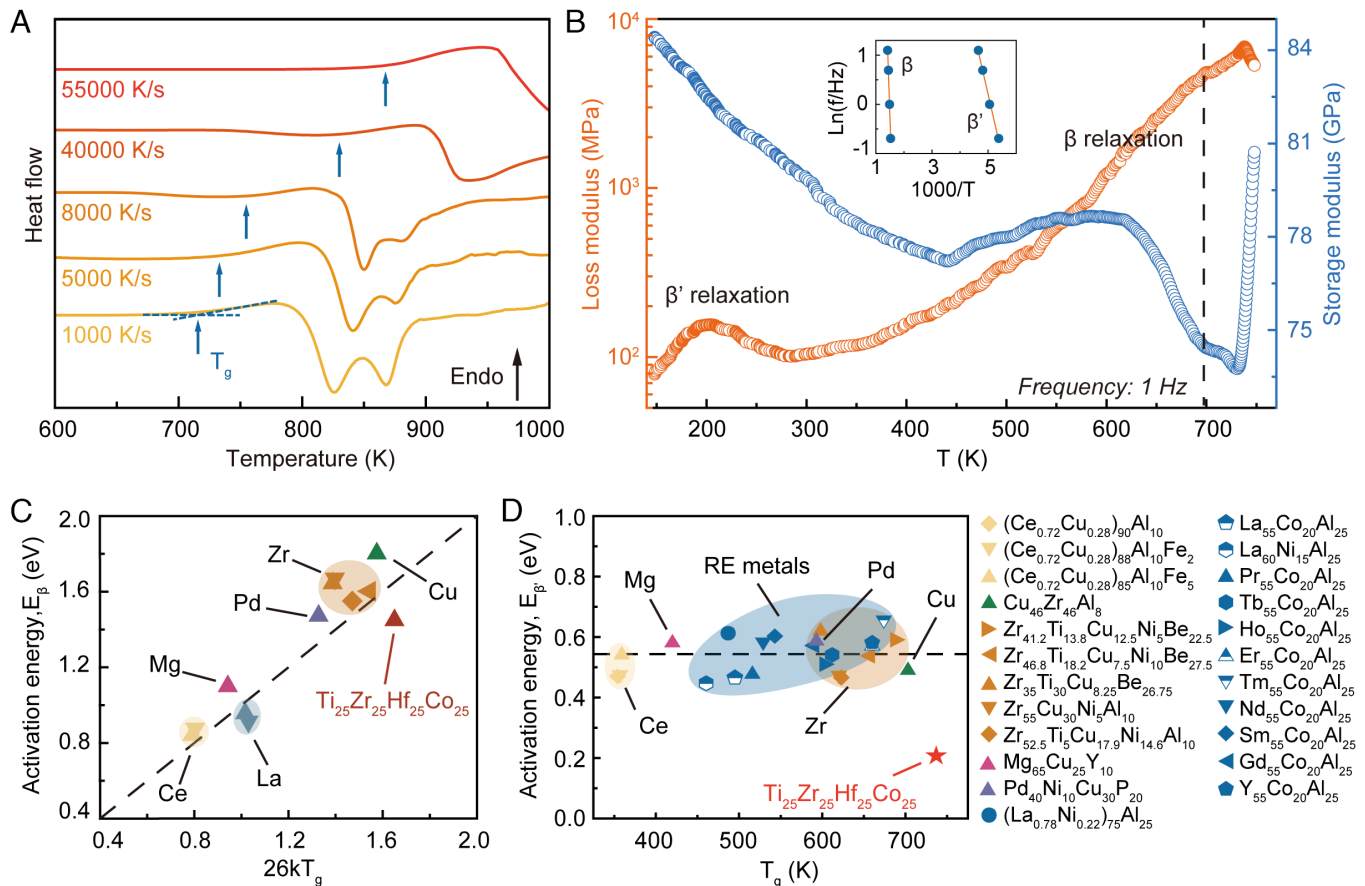 A
Heat flow
55000 K/s
40000 K/s
8000 K/s
5000 K/s
1000 K/s
Tg
Endo
600 700 800 900 1000
Temperature (K)
B
10⁴
10³
10²
Loss modulus (MPa)
1
0
-1
Ln(f/Hz)
β
β'
1 3 5
1000/T
β relaxation
β' relaxation
Frequency: 1 Hz
84
81
78
75
Storage modulus (GPa)
200 300 400 500 600 700
T (K)
C
2.0
1.6
1.2
0.8
0.4
Activation energy, Eβ (eV)
Zr
Cu
Pd
Mg
Ti25Zr25Hf25Co25
Ce
La
0.4 0.8 1.2 1.6 2.0
26kTg
D
1.0
0.8
0.6
0.4
0.2
0.0
Activation energy, Eβ' (eV)
RE metals
Mg
Pd
Cu
Ce
Zr
Ti25Zr25Hf25Co25
400 500 600 700
Tg (K)
(Ce0.72Cu0.28)90Al10
(Ce0.72Cu0.28)88Al10Fe2
(Ce0.72Cu0.28)85Al10Fe5
Cu46Zr46Al8
Zr41.2Ti13.8Cu12.5Ni5Be22.5
Zr46.8Ti18.2Cu7.5Ni10Be27.5
Zr35Ti30Cu8.25Be26.75
Zr55Cu30Ni5Al10
Zr52.5Ti5Cu17.9Ni14.6Al10
Mg65Cu25Y10
Pd40Ni10Cu30P20
(La0.78Ni0.22)75Al25
La55Co20Al25
La60Ni15Al25
Pr55Co20Al25
Tb55Co20Al25
Ho55Co20Al25
Er55Co20Al25
Tm55Co20Al25
Nd55Co20Al25
Sm55Co20Al25
Gd55Co20Al25
Y55Co20Al25